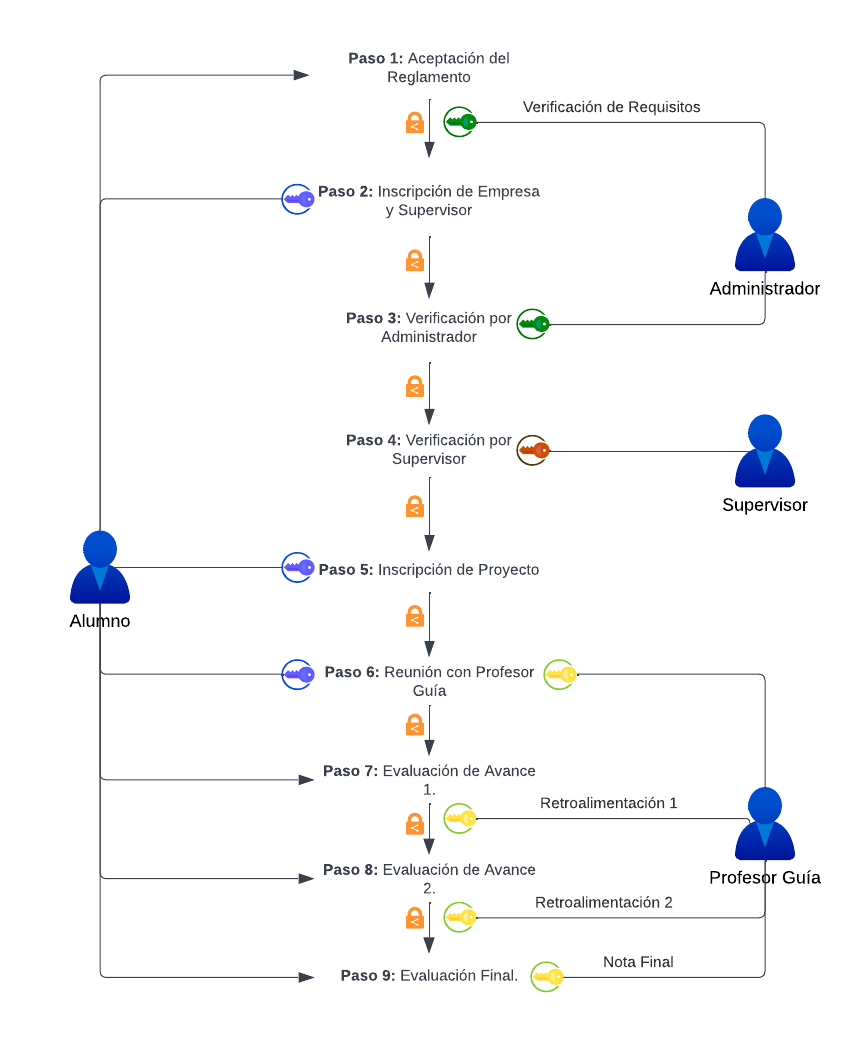 Paso 1: Aceptación del
Reglamento
Verificación de Requisitos
Paso 2: Inscripción de Empresa
y Supervisor
Administrador
Paso 3: Verificación por
Administrador
Paso 4: Verificación por
Supervisor
Supervisor
Paso 5: Inscripción de Proyecto
Alumno
Paso 6: Reunión con Profesor
Guía
Paso 7: Evaluación de Avance
1.
Retroalimentación 1
Paso 8: Evaluación de Avance
2.
Profesor Guía
Retroalimentación 2
Paso 9: Evaluación Final.
Nota Final